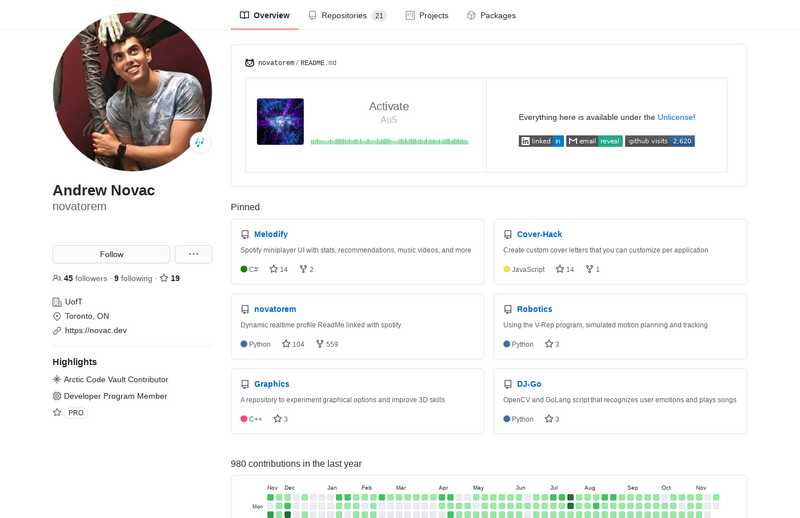 Overview
Repositories 21
Projects
Packages
novatorem / README.md
Activate
Au5
Everything here is available under the Unlicense!
linked in
email reveal
github visits 2,620
Andrew Novac
novatorem
Follow
45 followers · 9 following · 19
UofT
Toronto, ON
https://novac.dev
Highlights
Arctic Code Vault Contributor
Developer Program Member
PRO
Pinned
Melodify
Spotify miniplayer UI with stats, recommendations, music videos, and more
C# 14 2
Cover-Hack
Create custom cover letters that you can customize per application
JavaScript 14 1
novatorem
Dynamic realtime profile ReadMe linked with spotify
Python 104 559
Robotics
Using the V-Rep program, simulated motion planning and tracking
Python 3
Graphics
A repository to experiment graphical options and improve 3D skills
C++ 3
DJ-Go
OpenCV and GoLang script that recognizes user emotions and plays songs
Python 3
980 contributions in the last year
Nov Dec Jan Feb Mar Apr May Jun Jul Aug Sep Oct Nov
Mon